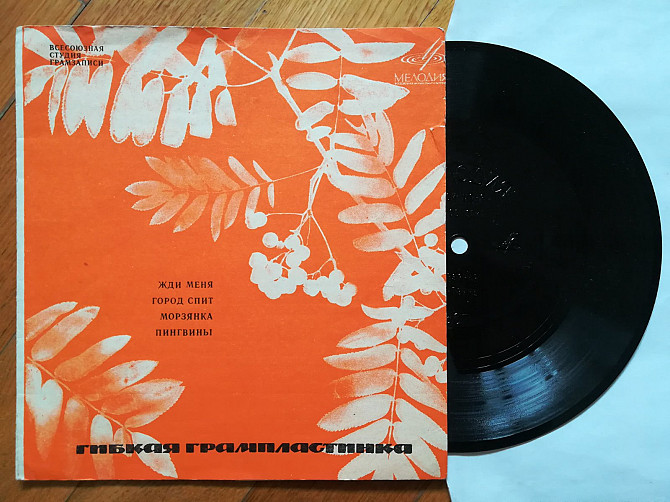 ВСЕСОЮЗНАЯ
СТУДИЯ
ГРАМЗАПИСИ
МЕЛОДИЯ
ЖДИ МЕНЯ
ГОРОД СПИТ
МОРЗЯНКА
ПИНГВИНЫ
ГИБКАЯ ГРАМПЛАСТИНКА